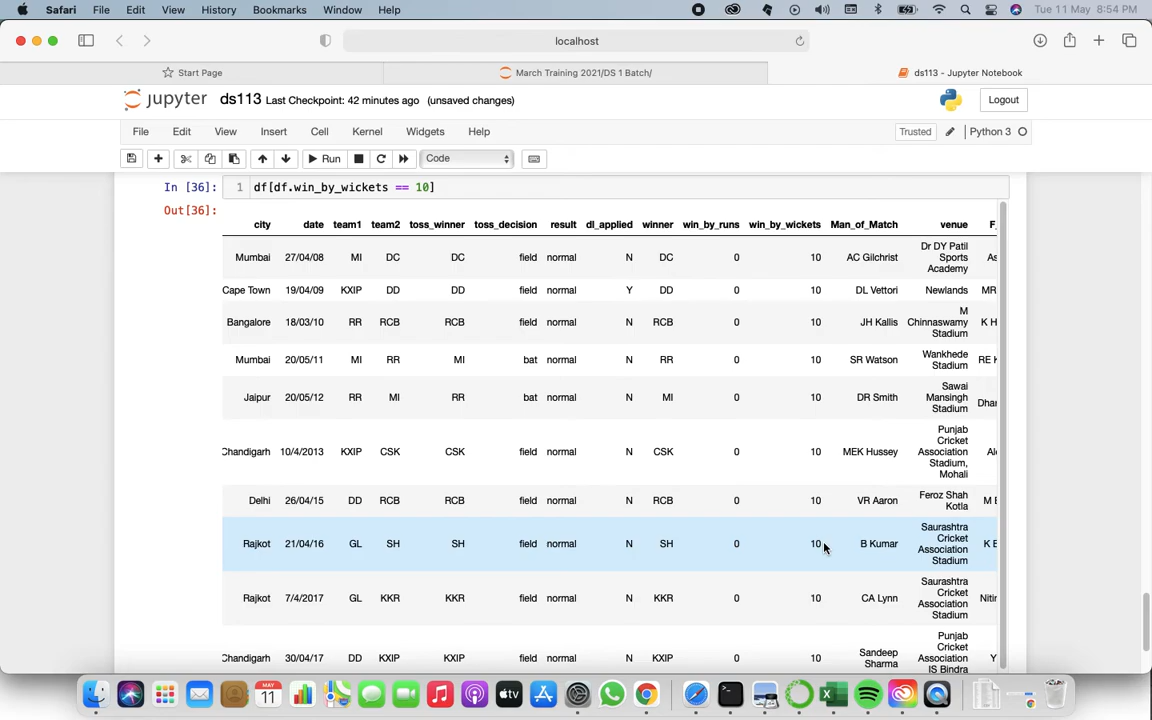 Safari File Edit View History Bookmarks Window Help Tue 11 May 8:54 PM
localhost
Start Page March Training 2021/DS 1 Batch/ ds113 - Jupyter Notebook
jupyter ds113 Last Checkpoint: 42 minutes ago (unsaved changes) Logout
File Edit View Insert Cell Kernel Widgets Help Trusted Python 3
Run Code
In [36]: 1 df[df.win_by_wickets == 10]
Out[36]:
city date team1 team2 toss_winner toss_decision result dl_applied winner win_by_runs win_by_wickets Man_of_Match venue F_
Mumbai 27/04/08 MI DC DC field normal N DC 0 10 AC Gilchrist Dr DY Patil Sports Academy As
Cape Town 19/04/09 KXIP DD DD field normal Y DD 0 10 DL Vettori Newlands MR
Bangalore 18/03/10 RR RCB RCB field normal N RCB 0 10 JH Kallis M Chinnaswamy Stadium K H
Mumbai 20/05/11 MI RR MI bat normal N RR 0 10 SR Watson Wankhede Stadium RE K
Jaipur 20/05/12 RR MI RR bat normal N MI 0 10 DR Smith Sawai Mansingh Stadium Dhar
Chandigarh 10/4/2013 KXIP CSK CSK field normal N CSK 0 10 MEK Hussey Punjab Cricket Association Stadium, Mohali Al
Delhi 26/04/15 DD RCB RCB field normal N RCB 0 10 VR Aaron Feroz Shah Kotla M E
Rajkot 21/04/16 GL SH SH field normal N SH 0 10 B Kumar Saurashtra Cricket Association Stadium K B
Rajkot 7/4/2017 GL KKR KKR field normal N KKR 0 10 CA Lynn Saurashtra Cricket Association Stadium Nitin
Chandigarh 30/04/17 DD KXIP KXIP field normal N KXIP 0 10 Sandeep Sharma Punjab Cricket Association IS Bindra Y
MAY
11
tv